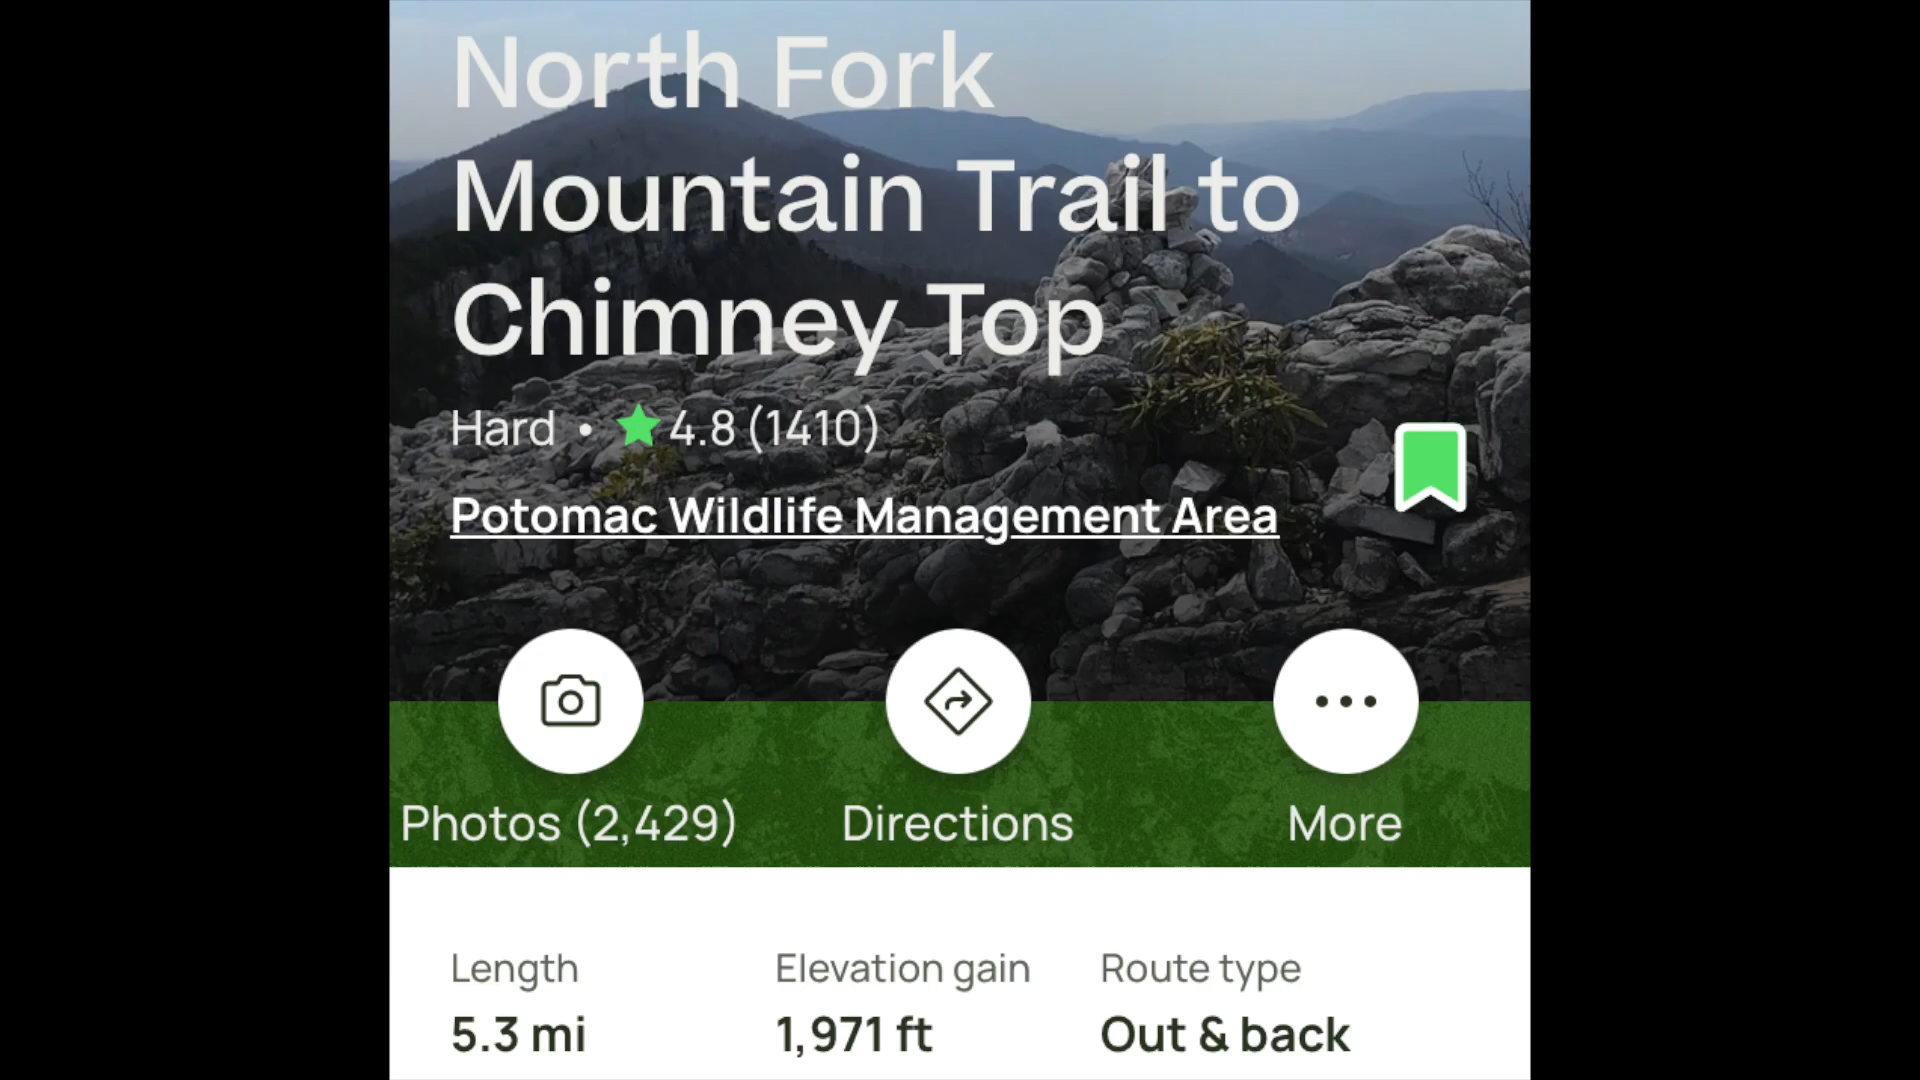 North Fork
Mountain Trail to
Chimney Top
Hard • 4.8 (1410)
Potomac Wildlife Management Area
Photos (2,429) Directions More
Length Elevation gain Route type
5.3 mi 1,971 ft Out & back